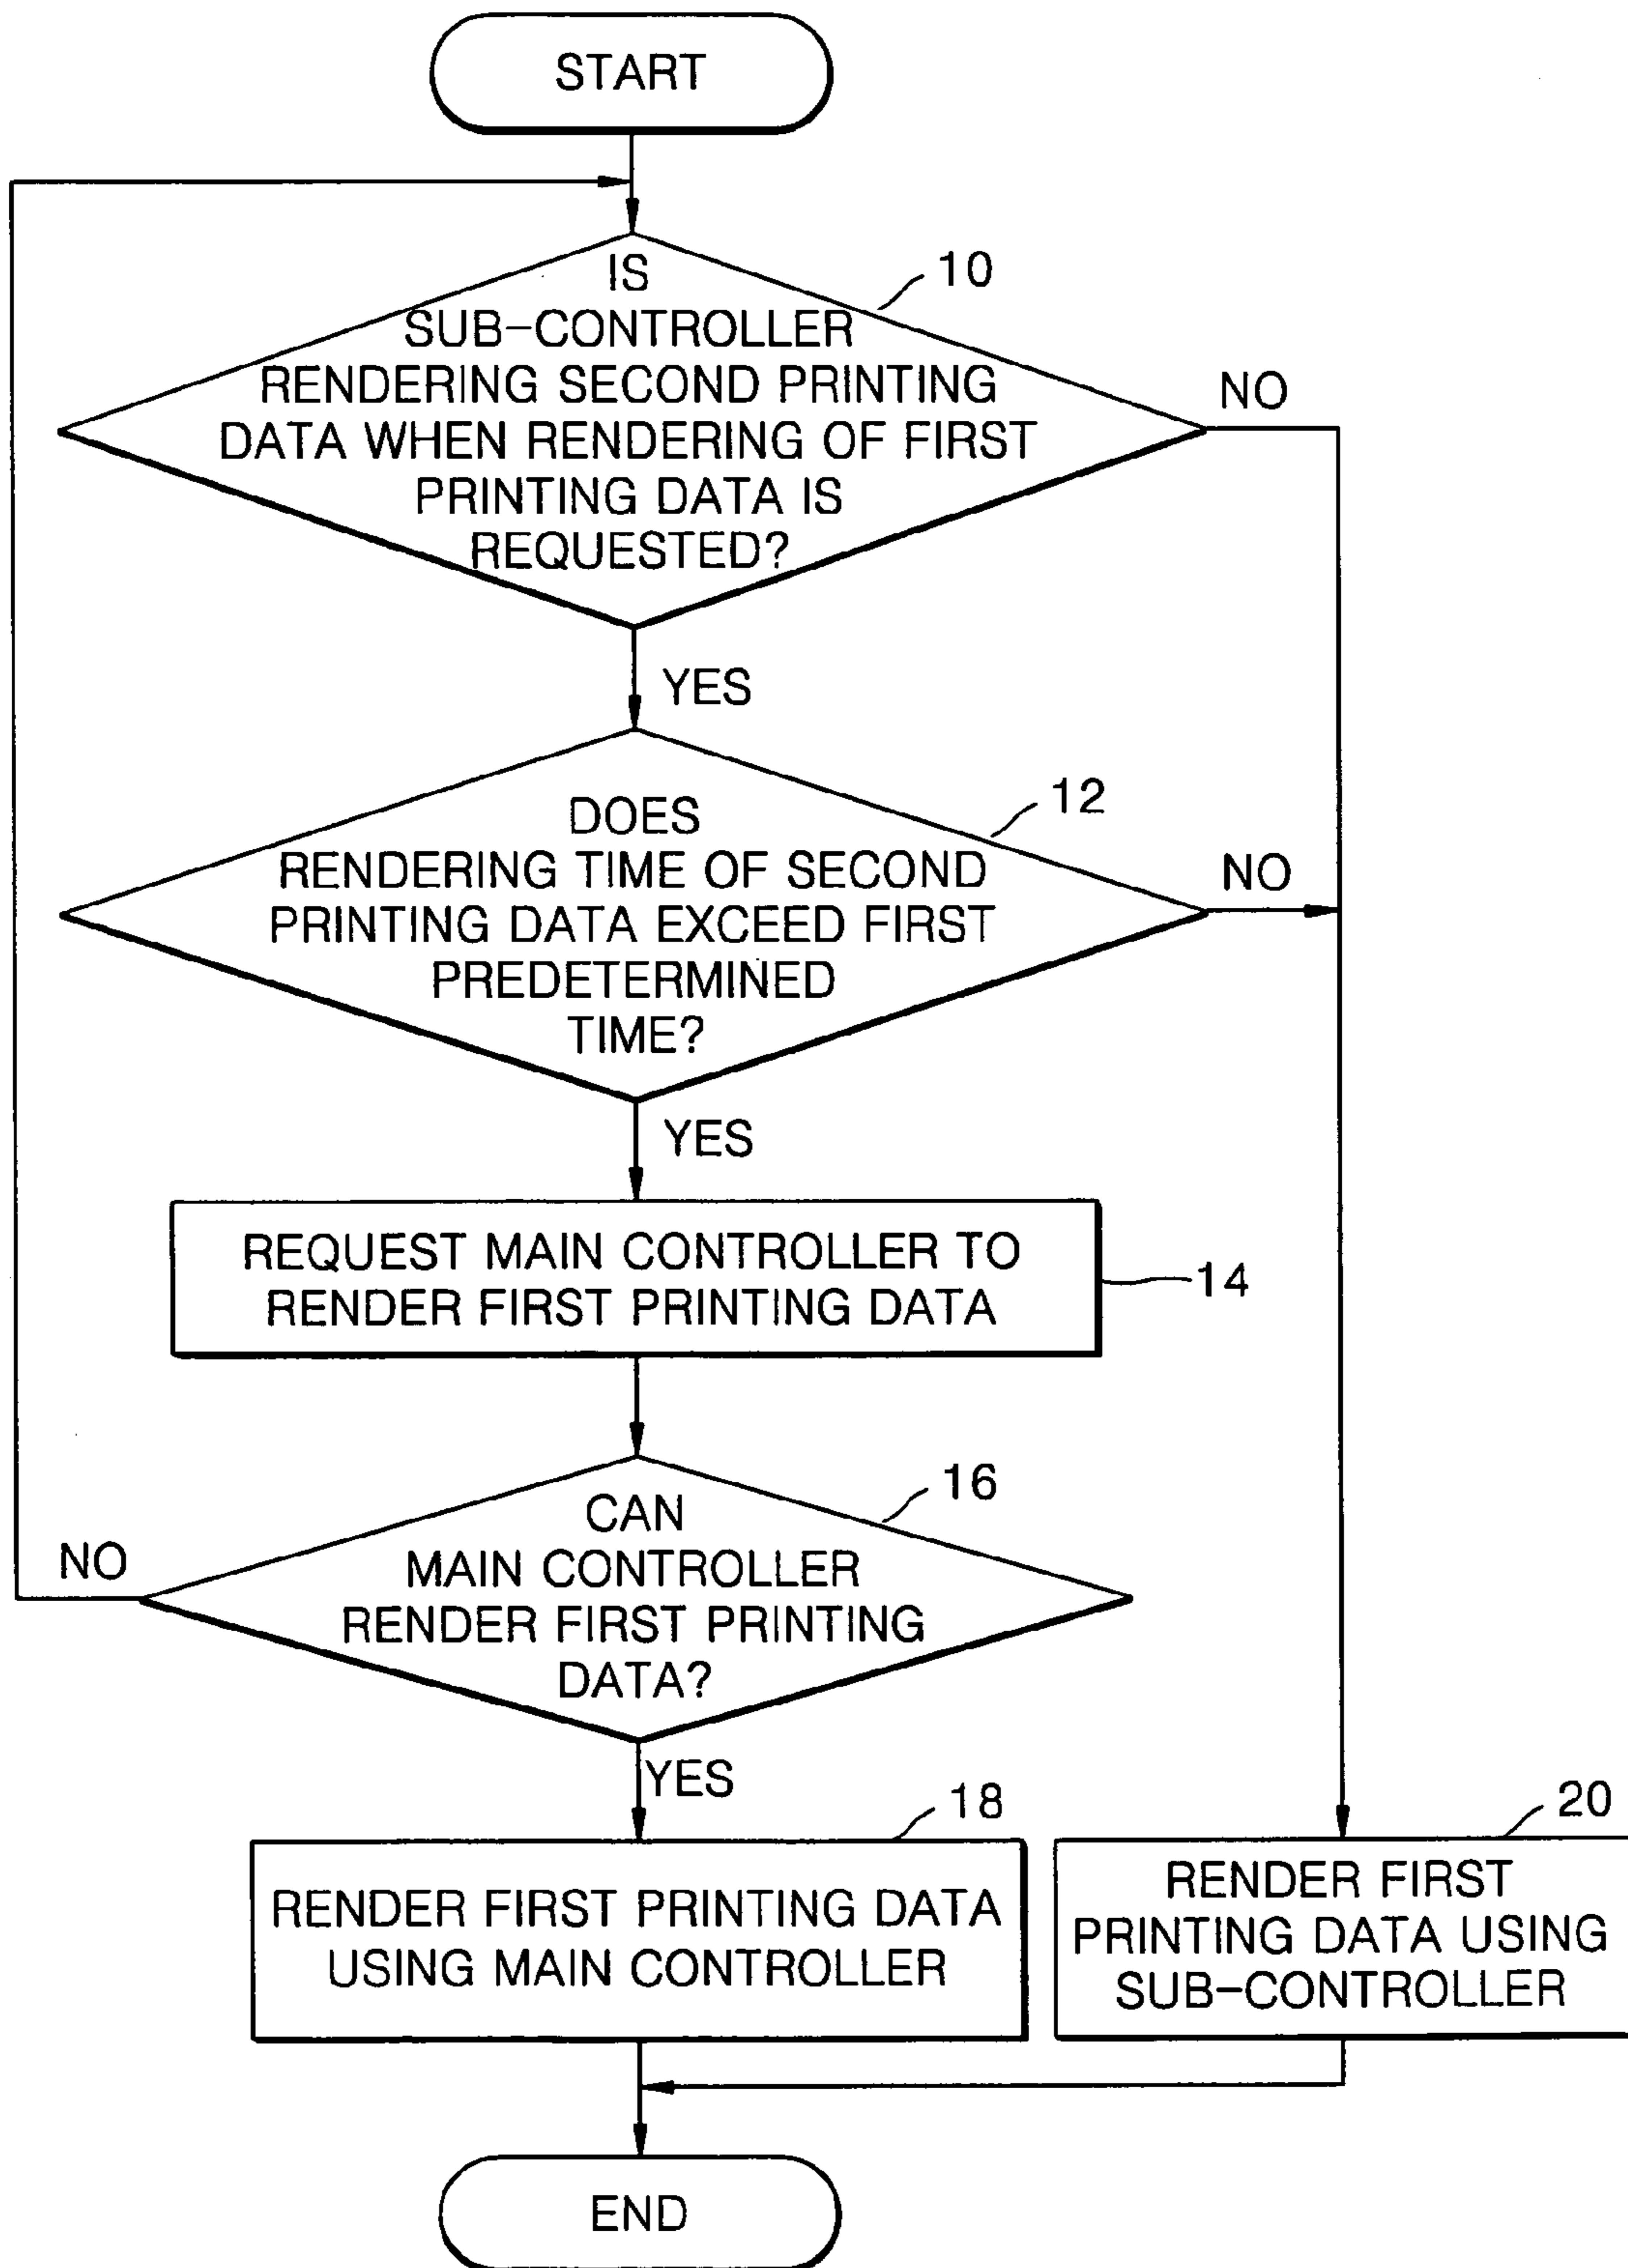 START
IS
SUB-CONTROLLER
RENDERING SECOND PRINTING
DATA WHEN RENDERING OF FIRST
PRINTING DATA IS
REQUESTED?
10
NO
YES
DOES
RENDERING TIME OF SECOND
PRINTING DATA EXCEED FIRST
PREDETERMINED
TIME?
12
NO
YES
REQUEST MAIN CONTROLLER TO
RENDER FIRST PRINTING DATA
14
CAN
MAIN CONTROLLER
RENDER FIRST PRINTING
DATA?
16
NO
YES
18
RENDER FIRST PRINTING DATA
USING MAIN CONTROLLER
20
RENDER FIRST
PRINTING DATA USING
SUB-CONTROLLER
END